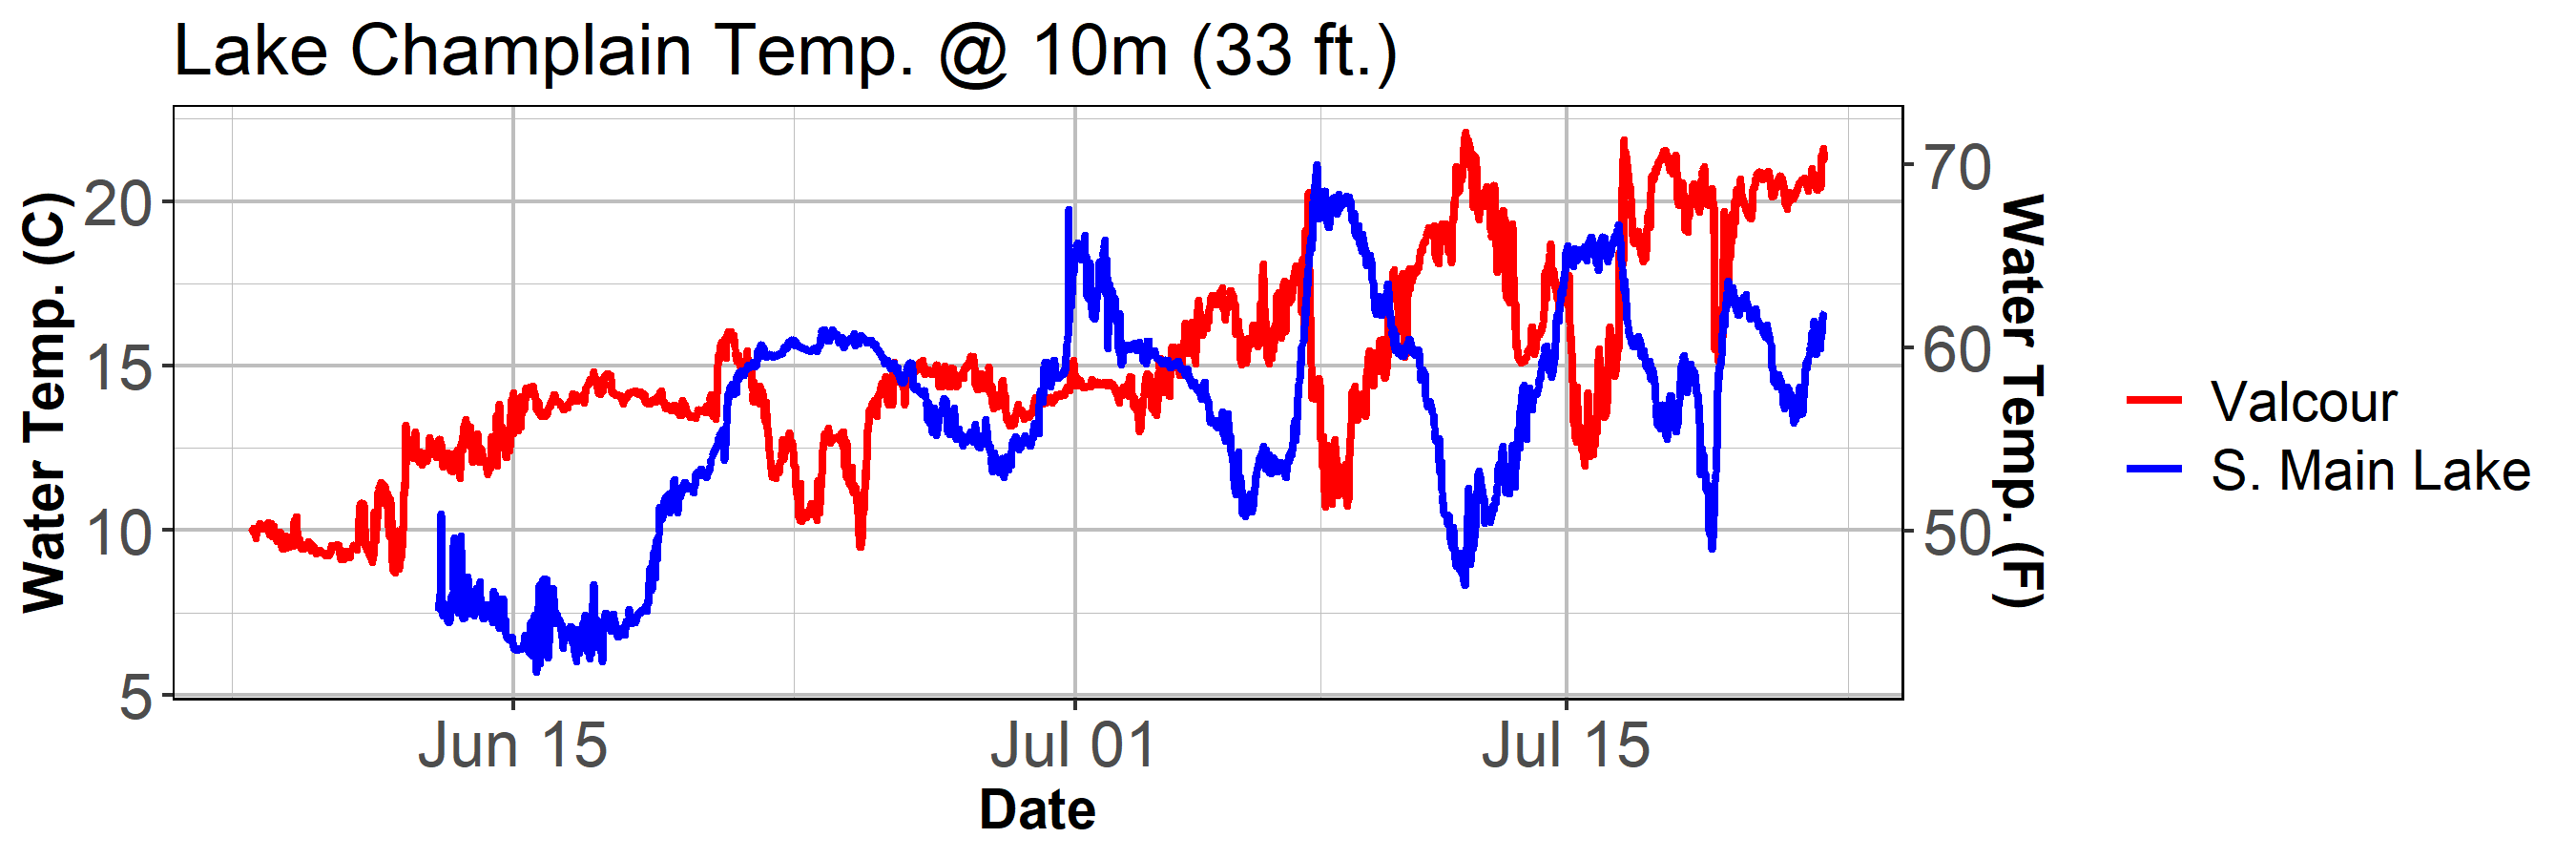 Lake Champlain Temp. @ 10m (33 ft.)
Water Temp. (C)
20
15
10
5
70
60
50
Water Temp. (F)
Jun 15
Jul 01
Jul 15
Date
Valcour
S. Main Lake